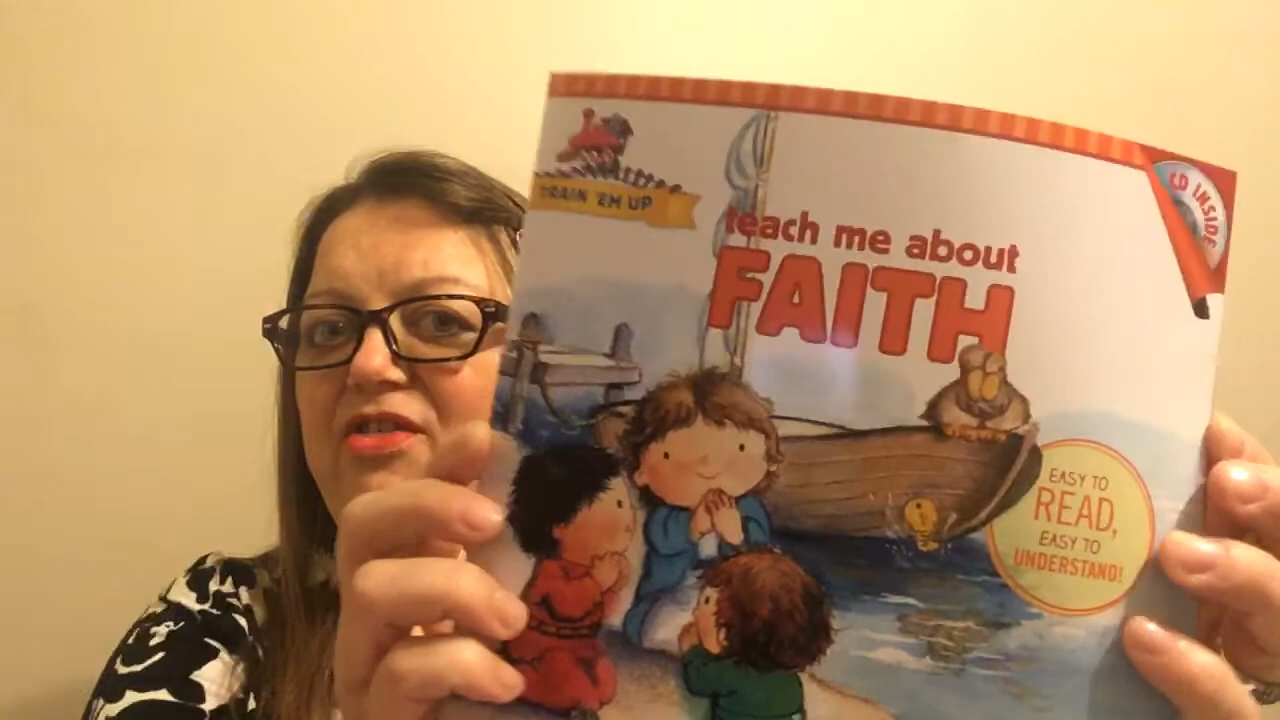 TRAIN 'EM UP
CD INSIDE
teach me about
FAITH
EASY TO
READ,
EASY TO
UNDERSTAND!